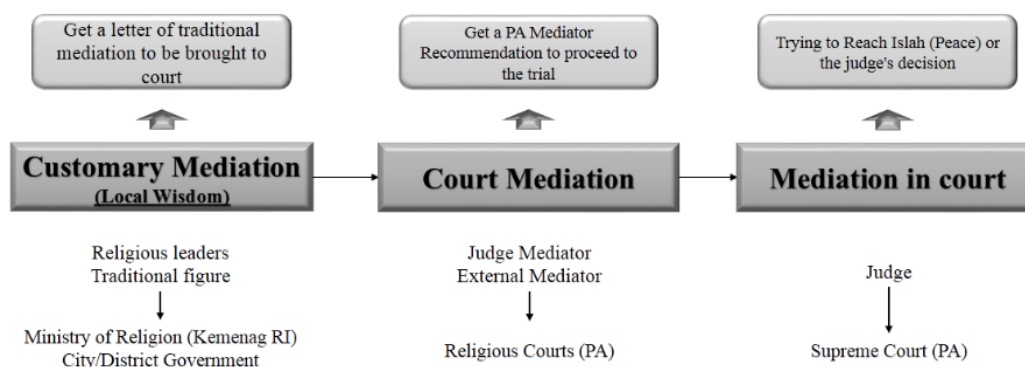 Get a letter of traditional
mediation to be brought to
court
Get a PA Mediator
Recommendation to proceed to
the trial
Trying to Reach Islah (Peace) or
the judge's decision
Customary Mediation
(Local Wisdom)
Court Mediation
Mediation in court
Religious leaders
Traditional figure
Judge Mediator
External Mediator
Judge
Ministry of Religion (Kemenag RI)
City/District Government
Religious Courts (PA)
Supreme Court (PA)